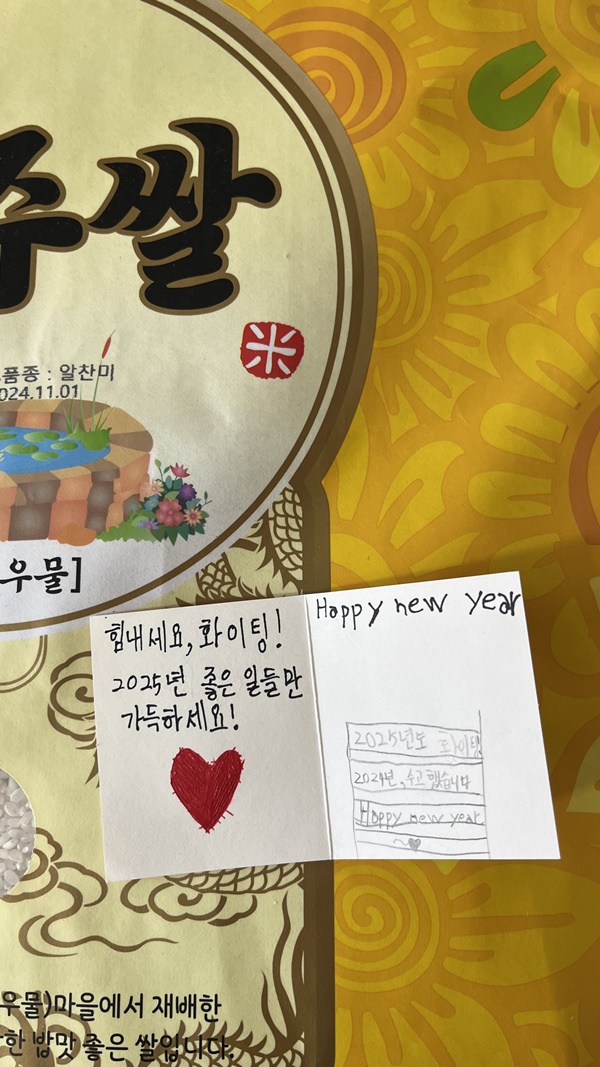 주쌀
米
품종 : 알찬미
024.11.01
우물]
힘내세요, 화이팅!
2025년 좋은 일들만
가득하세요!
Happy new year
2025년도 화이팅!
2024년, 수고했습니다
Happy new year
~♥
우물)마을에서 재배한
한 밥맛 좋은 쌀입니다.